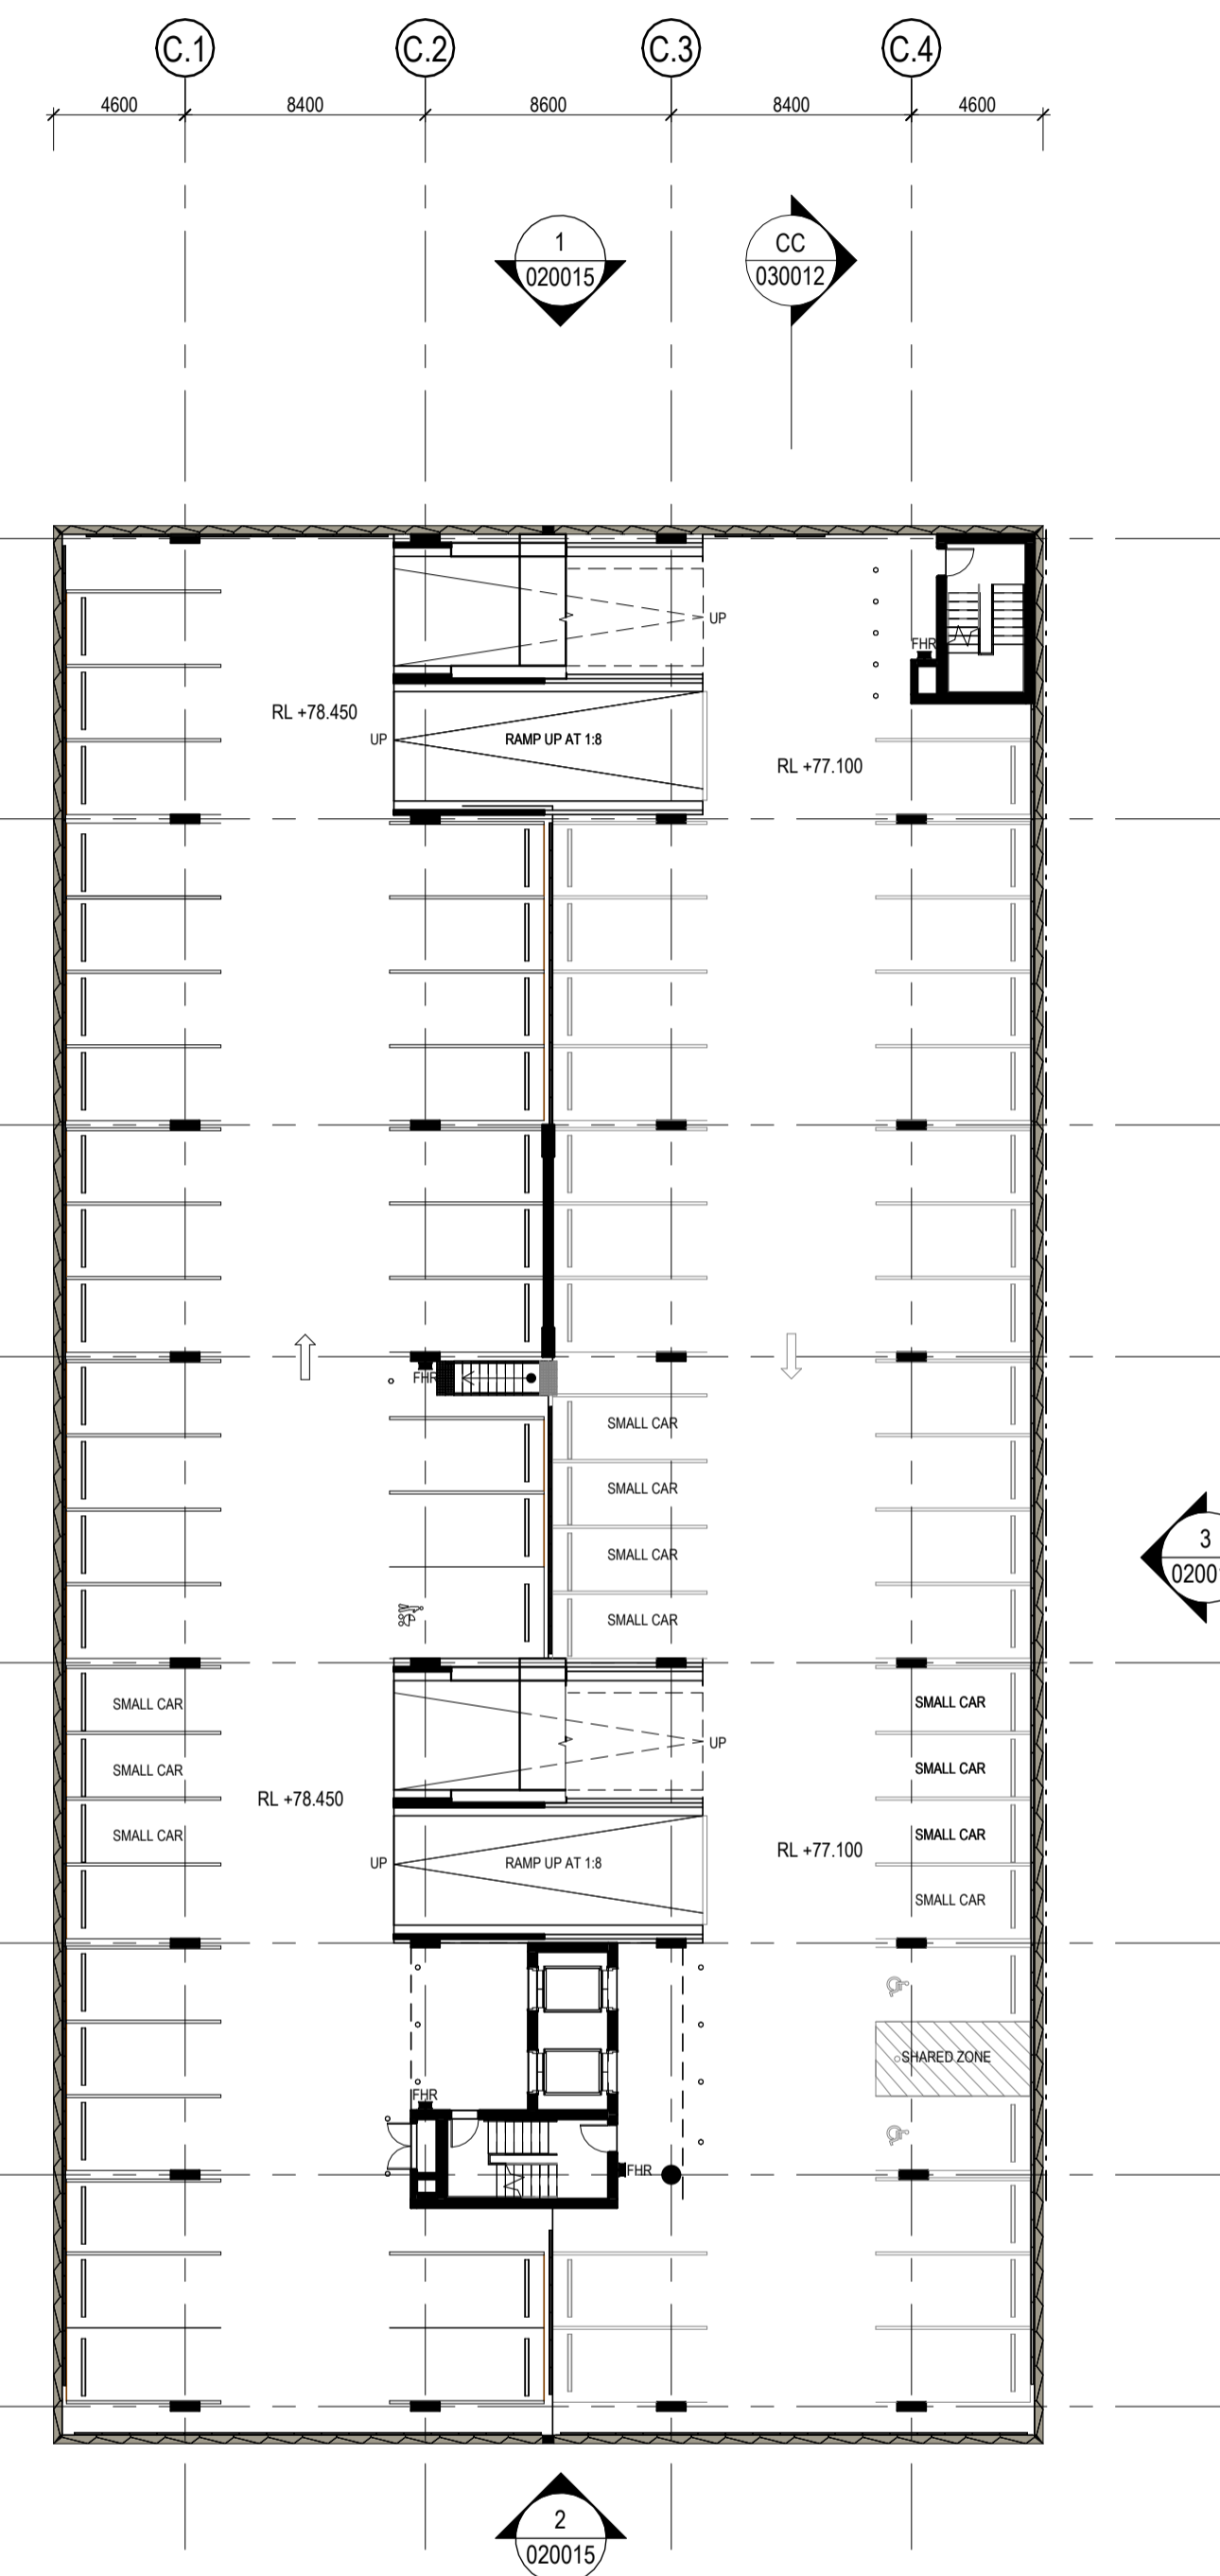 C.1 C.2 C.3 C.4
4600 8400 8600 8400 4600
1
020015
CC
030012
UP
FHR
RL +78.450
UP
RAMP UP AT 1:8
RL +77.100
FHR
SMALL CAR
SMALL CAR
SMALL CAR
SMALL CAR
3
SMALL CAR
SMALL CAR
UP
SMALL CAR
SMALL CAR
RL +78.450
SMALL CAR
SMALL CAR
RL +77.100
UP
RAMP UP AT 1:8
SMALL CAR
SHARED ZONE
FHR
FHR
2
020015